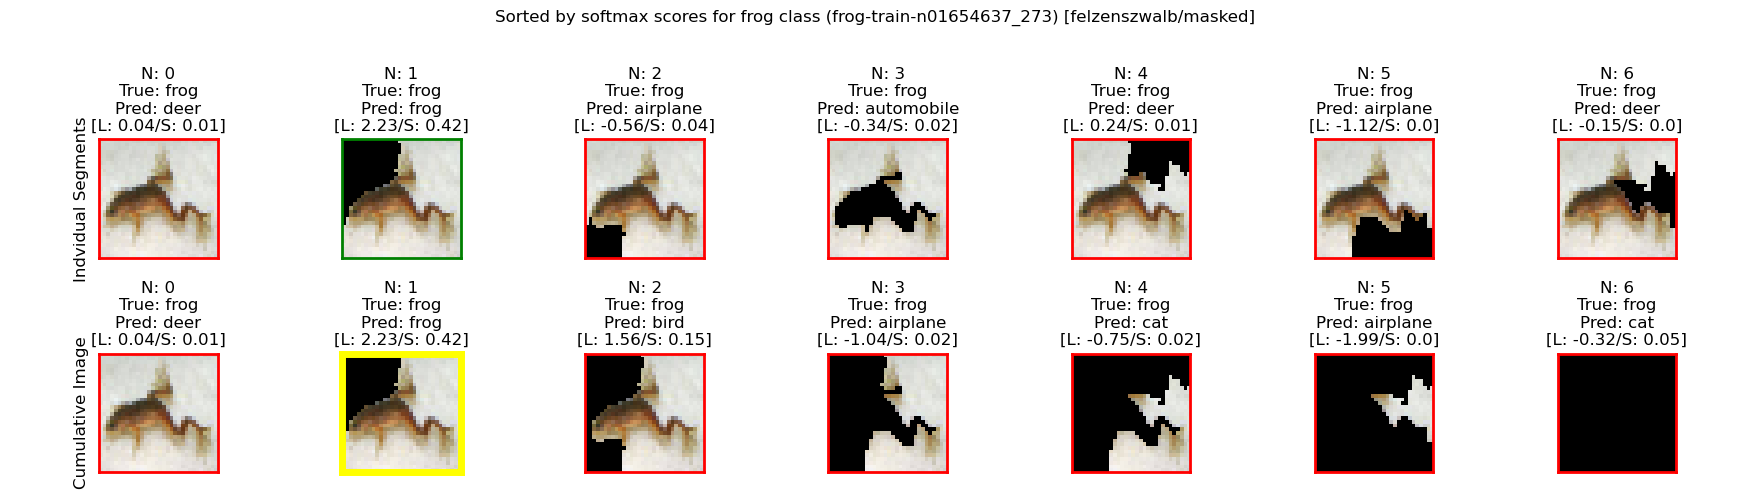 Sorted by softmax scores for frog class (frog-train-n01654637_273) [felzenszwalb/masked]
Indvidual Segments
N: 0
True: frog
Pred: deer
[L: 0.04/S: 0.01]
N: 1
True: frog
Pred: frog
[L: 2.23/S: 0.42]
N: 2
True: frog
Pred: airplane
[L: -0.56/S: 0.04]
N: 3
True: frog
Pred: automobile
[L: -0.34/S: 0.02]
N: 4
True: frog
Pred: deer
[L: 0.24/S: 0.01]
N: 5
True: frog
Pred: airplane
[L: -1.12/S: 0.0]
N: 6
True: frog
Pred: deer
[L: -0.15/S: 0.0]
Cumulative Image
N: 0
True: frog
Pred: deer
[L: 0.04/S: 0.01]
N: 1
True: frog
Pred: frog
[L: 2.23/S: 0.42]
N: 2
True: frog
Pred: bird
[L: 1.56/S: 0.15]
N: 3
True: frog
Pred: airplane
[L: -1.04/S: 0.02]
N: 4
True: frog
Pred: cat
[L: -0.75/S: 0.02]
N: 5
True: frog
Pred: airplane
[L: -1.99/S: 0.0]
N: 6
True: frog
Pred: cat
[L: -0.32/S: 0.05]